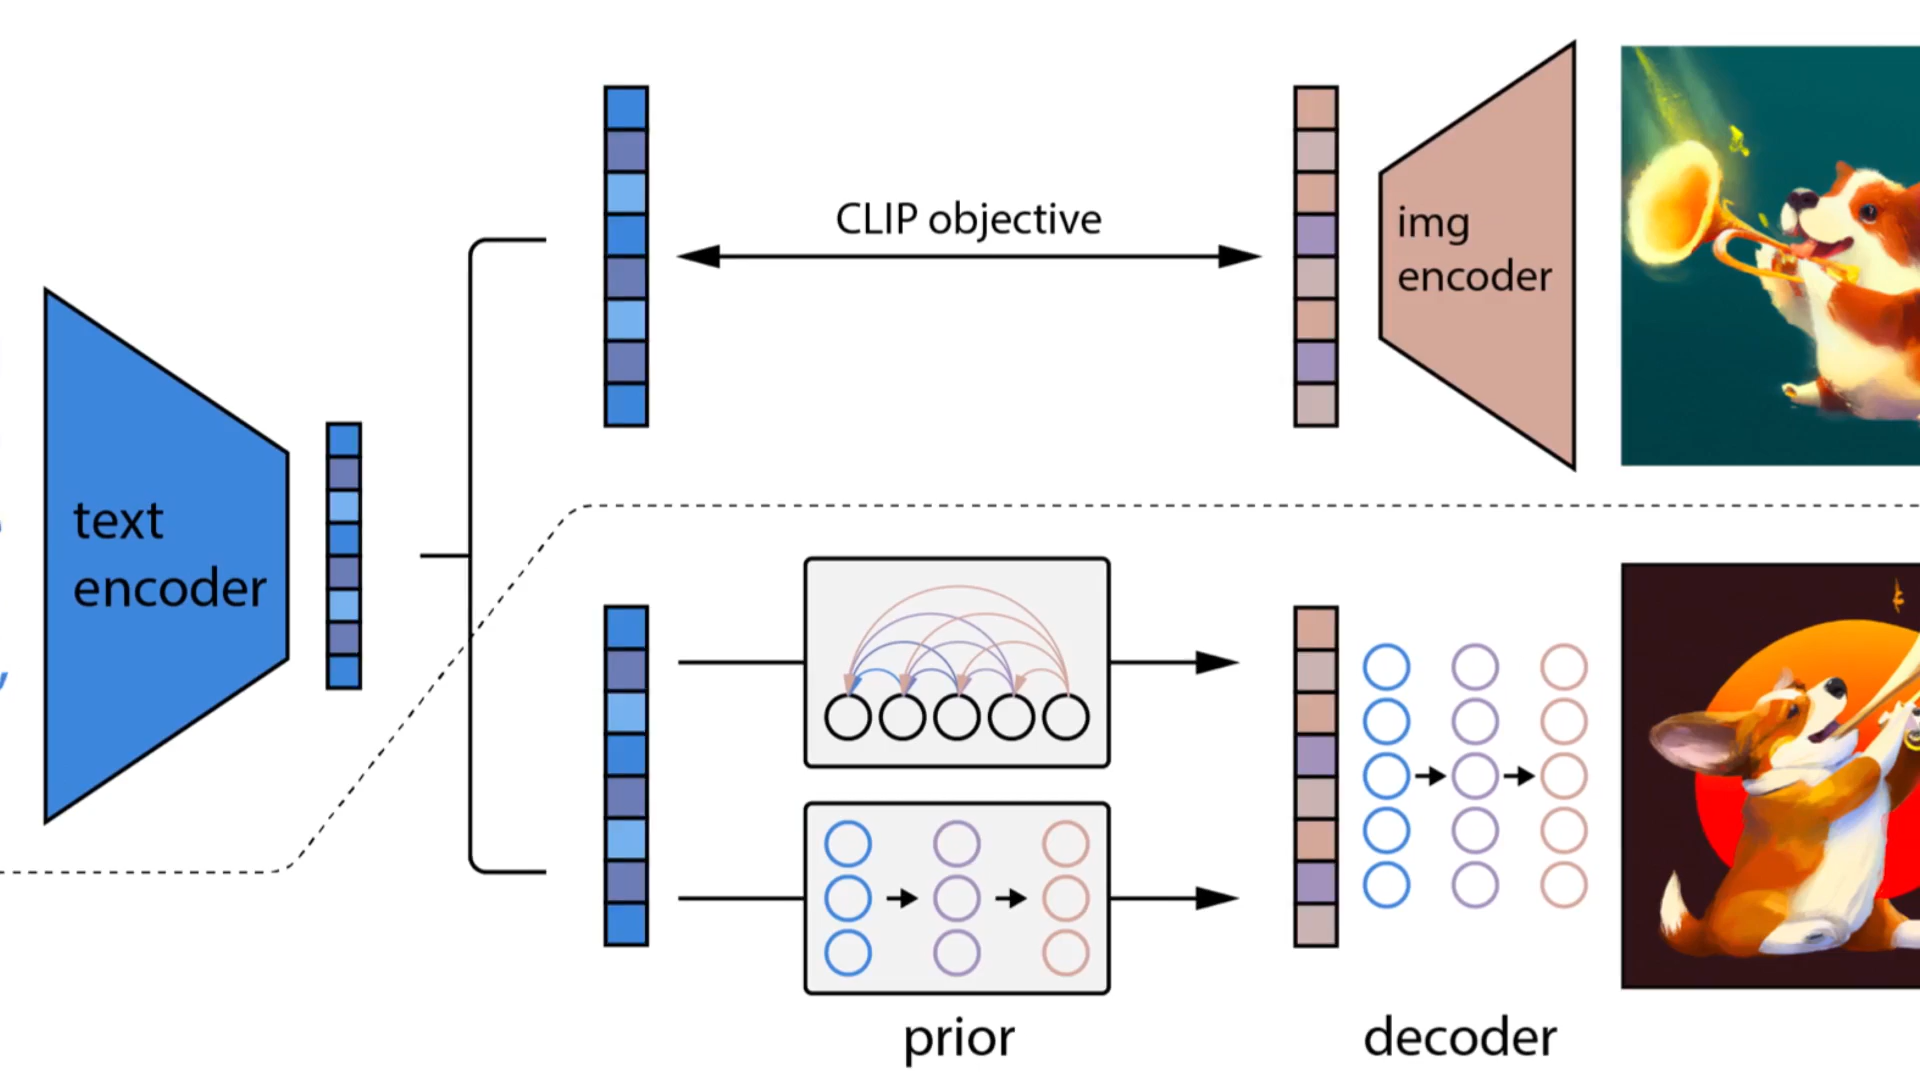 CLIP objective
img
encoder
text
encoder
prior
decoder